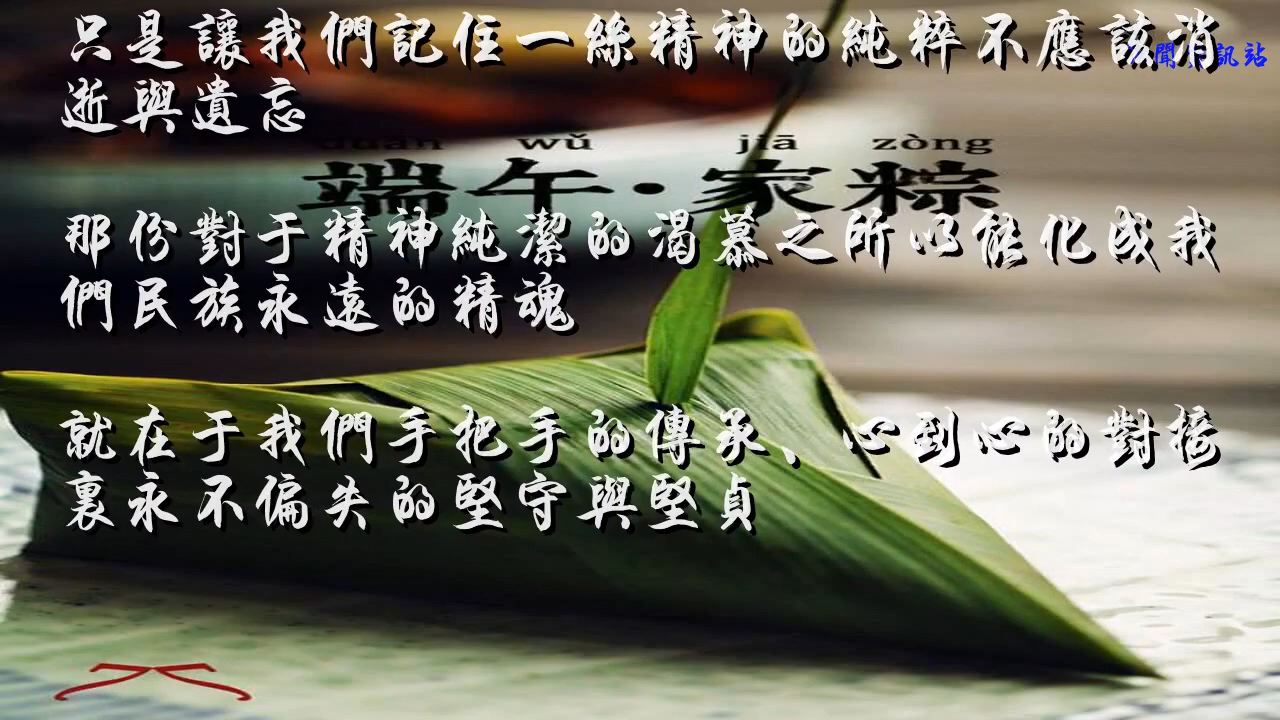 只是讓我們記住一絲精神的純粹不應該消
聞 訊站
逝與遺忘
duān wǔ jiā zòng
端午·家粽
那份對于精神純潔的渴慕之所以能化成我
們民族永遠的精魂
就在于我們手把手的傳承、心到心的對接
裏永不偏失的堅守與堅貞